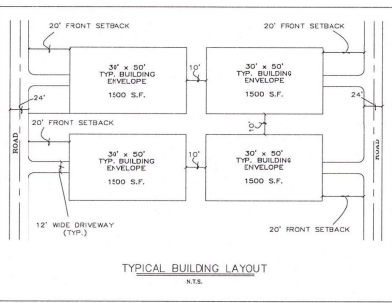 20' FRONT SETBACK
20' FRONT SETBACK
30' x 50'
TYP. BUILDING
ENVELOPE
1500 S.F.
10'
30' x 50'
TYP. BUILDING
ENVELOPE
1500 S.F.
24'
24'
20' FRONT SETBACK
10'
ROAD
ROAD
30' x 50'
TYP. BUILDING
ENVELOPE
1500 S.F.
10'
30' x 50'
TYP. BUILDING
ENVELOPE
1500 S.F.
12' WIDE DRIVEWAY
(TYP.)
20' FRONT SETBACK
TYPICAL BUILDING LAYOUT
N.T.S.